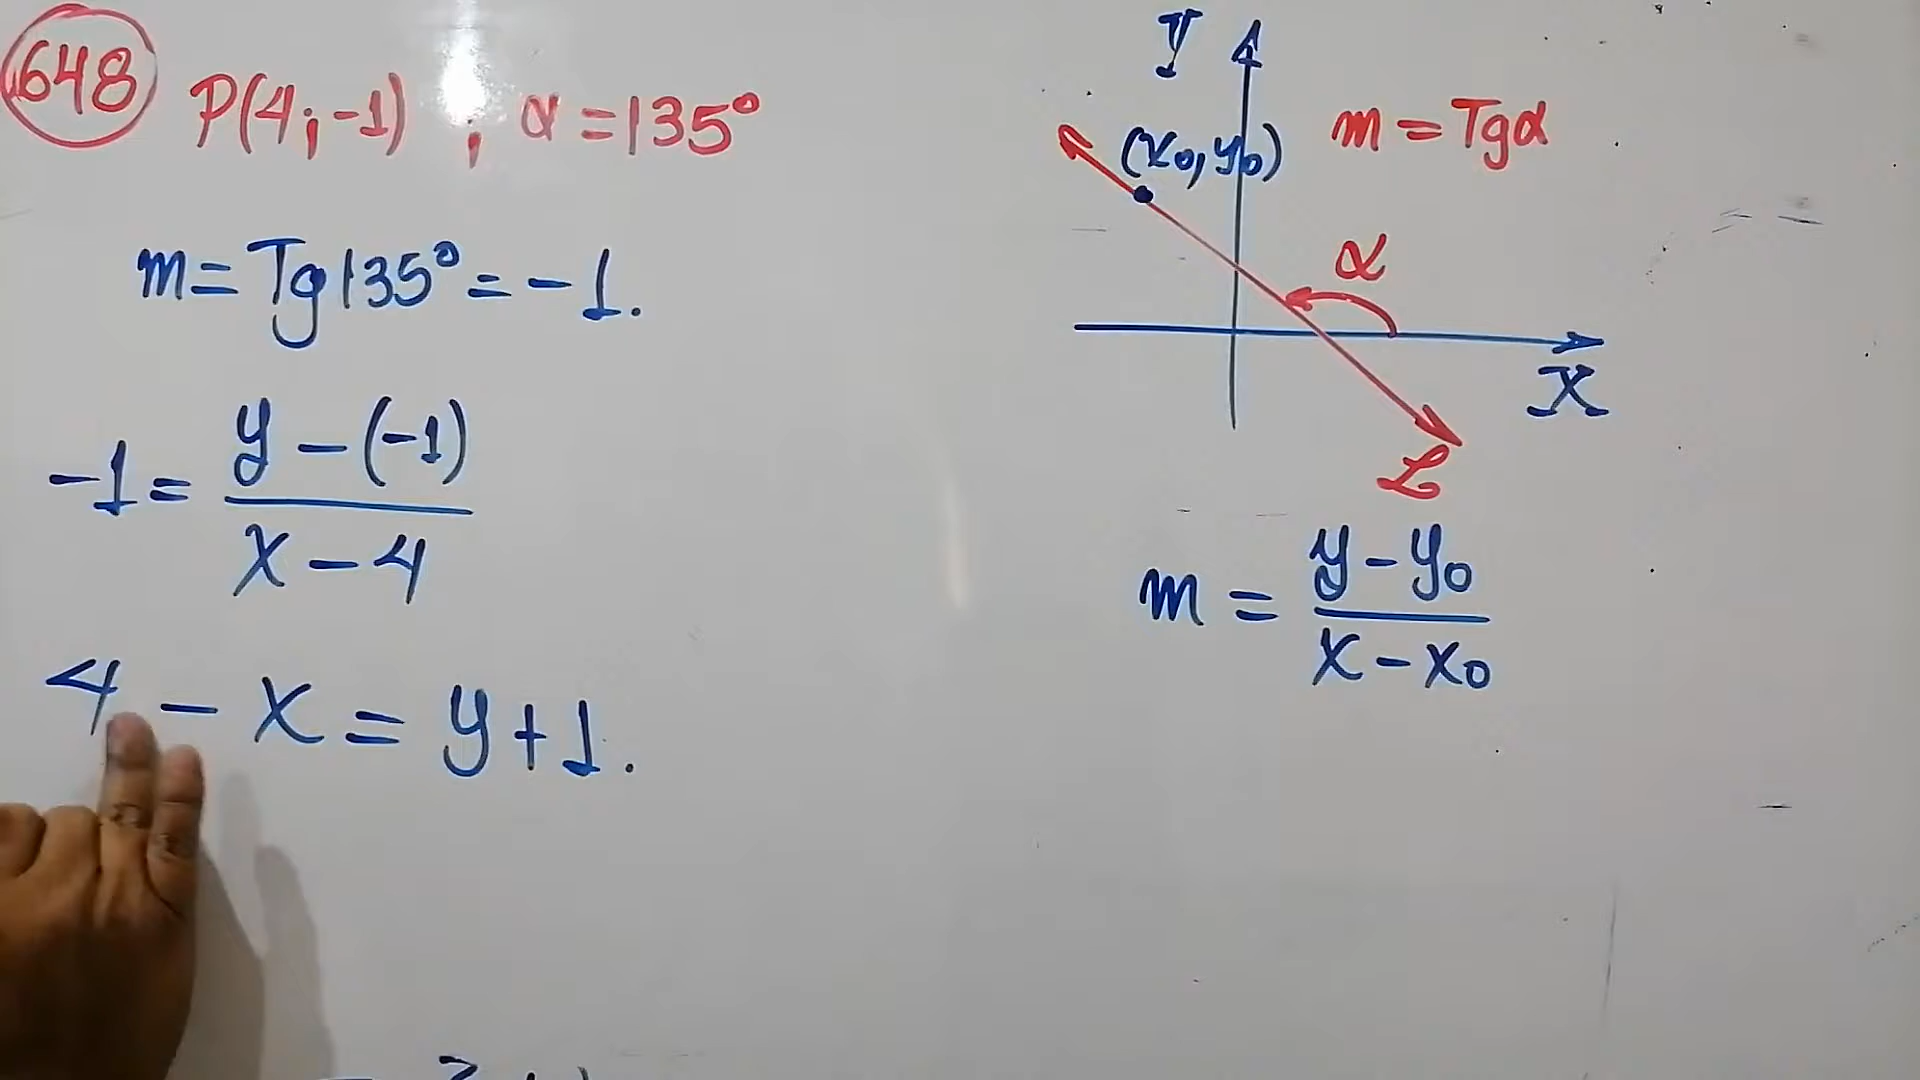 648 P(4;-1) ; α=135°
m = Tg135° = -1.
-1 = (y-(-1))/(x-4)
4 - x = y+1.
Y
(x₀,y₀)
m = Tgα
α
X
L
m = (y-y₀)/(x-x₀)